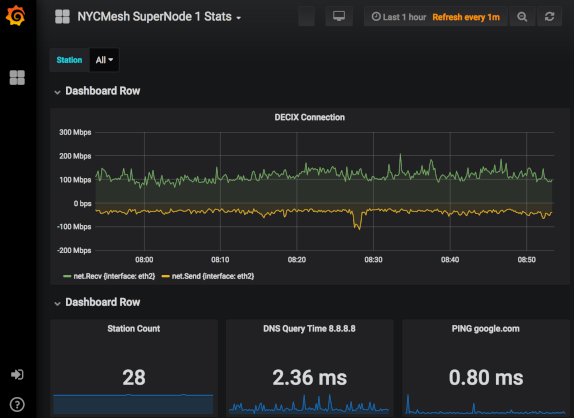 NYCMesh SuperNode 1 Stats
Last 1 hour Refresh every 1m
Station All
Dashboard Row
DECIX Connection
300 Mbps
200 Mbps
100 Mbps
0 bps
-100 Mbps
-200 Mbps
08:00 08:10 08:20 08:30 08:40 08:50
net.Recv {interface: eth2} net.Send {interface: eth2}
Dashboard Row
Station Count DNS Query Time 8.8.8.8 PING google.com
28 2.36 ms 0.80 ms